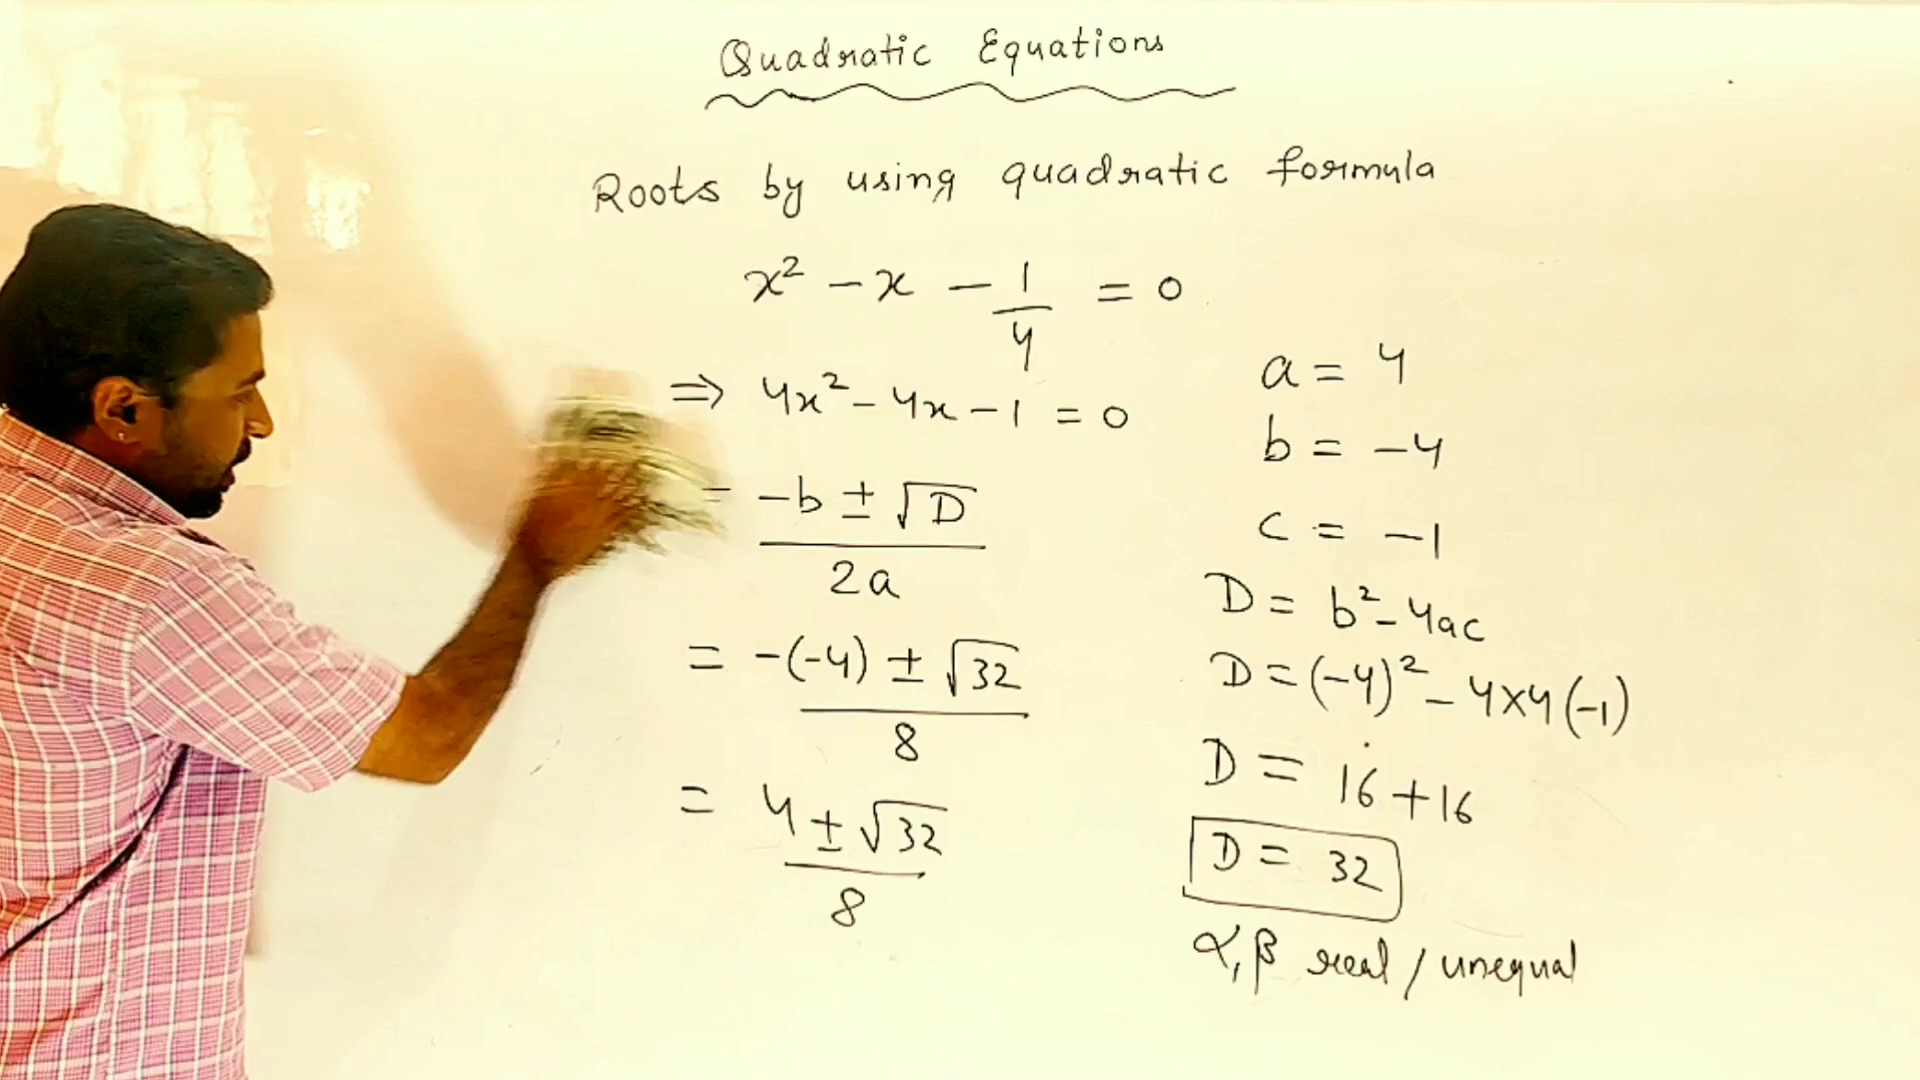 Quadratic Equations
Roots by using quadratic formula
x² - x - 1/4 = 0
⇒ 4x² - 4x - 1 = 0
= (-b ± √D)/2a
= (-(-4) ± √32)/8
= (4 ± √32)/8
a = 4
b = -4
c = -1
D = b² - 4ac
D = (-4)² - 4×4(-1)
D = 16 + 16
D = 32
α, β real / unequal